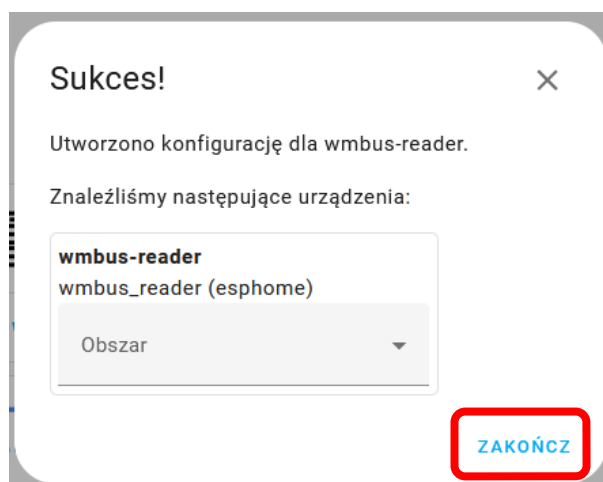 Sukces!
Utworzono konfigurację dla wmbus-reader.
Znaleźliśmy następujące urządzenia:
wmbus-reader
wmbus_reader (esphome)
Obszar
ZAKOŃCZ